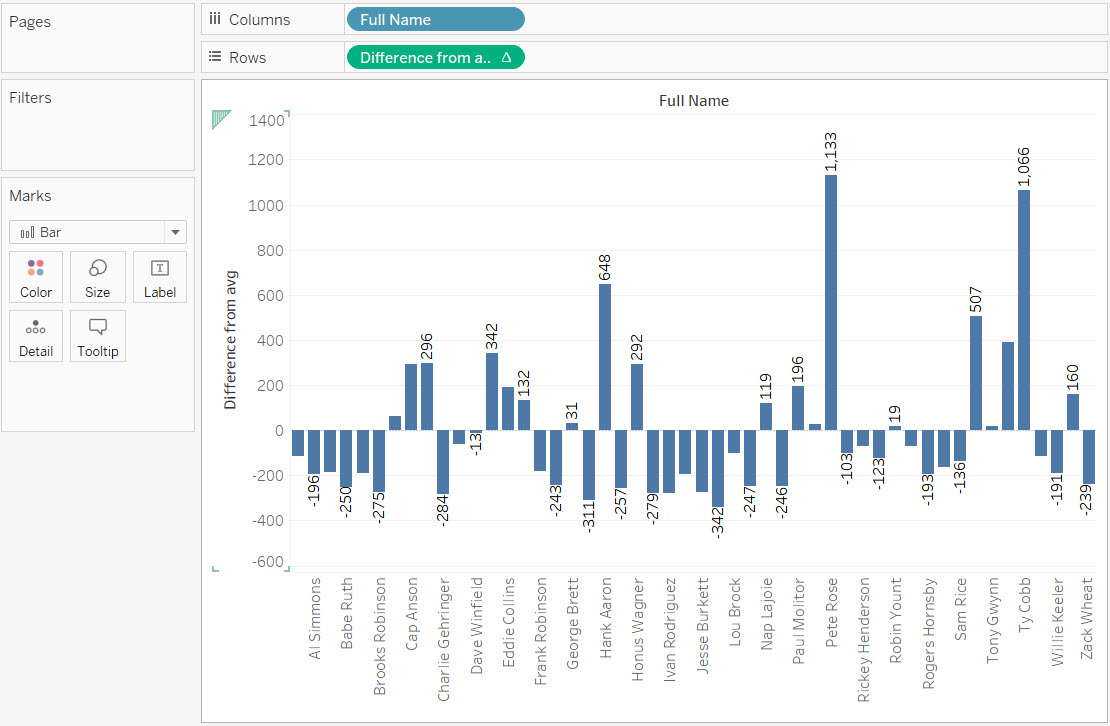 Pages
Columns
Full Name
Rows
Difference from a..
Filters
Marks
Bar
Color
Size
Label
Detail
Tooltip
Full Name
Difference from avg
1400
1200
1000
800
600
400
200
0
-200
-400
-600
-196
-250
-275
296
-284
-13
342
132
-243
31
-311
648
-257
292
-279
-342
-247
119
-246
196
1,133
-103
-123
19
-193
-136
507
1,066
-191
160
-239
Al Simmons
Babe Ruth
Brooks Robinson
Cap Anson
Charlie Gehringer
Dave Winfield
Eddie Collins
Frank Robinson
George Brett
Hank Aaron
Honus Wagner
Ivan Rodriguez
Jesse Burkett
Lou Brock
Nap Lajoie
Paul Molitor
Pete Rose
Rickey Henderson
Robin Yount
Rogers Hornsby
Sam Rice
Tony Gwynn
Ty Cobb
Willie Keeler
Zack Wheat